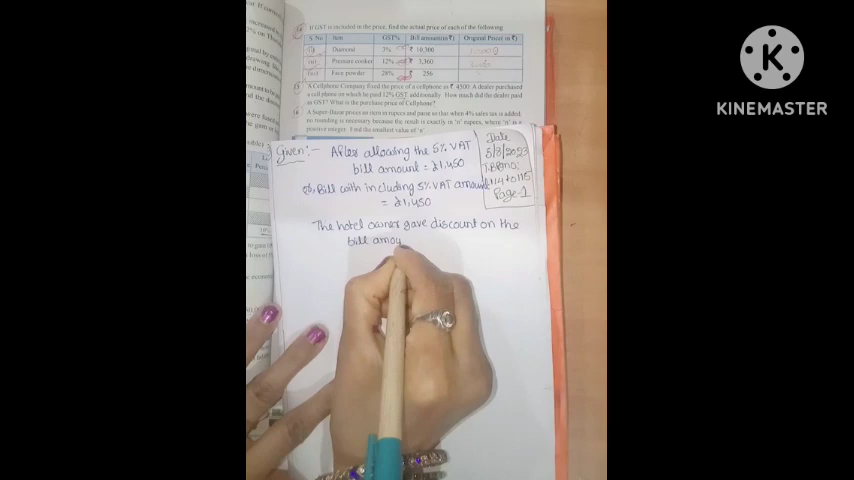 If GST is included in the price, find the actual price of each of the following
S. No Item GST% Bill amount(in ₹) Original Price(in ₹)
(i) Diamond 3% ₹ 10,300
(ii) Pressure cooker 12% ₹ 3,360
(iii) Face powder 28% ₹ 256
A Cellphone Company fixed the price of a cellphone as ₹ 4500. A dealer purchased
a cell phone on which he paid 12% GST additionally. How much did the dealer paid
as GST? What is the purchase price of Cellphone?
A Super-bazar prices an item in rupees and paise so that when 4% sales tax is added,
no rounding is necessary because the result is exactly in 'n' rupees, where 'n' is a
positive integer. Find the smallest value of 'n'
Given:- After allowing the 5% VAT
bill amount = ₹1,450
Bill with including 5% VAT amount
= ₹1,450
The hotel owner gave discount on the
bill amou
Date
5/8/2023
114 to 115
Page-1
KINEMASTER